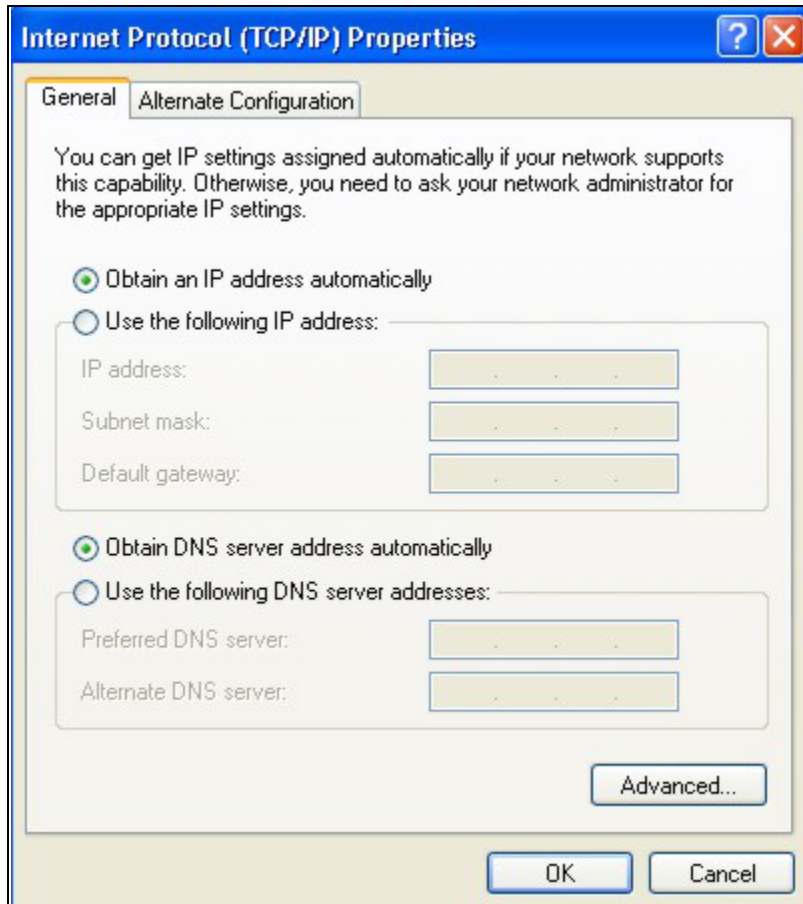 Internet Protocol (TCP/IP) Properties
General
Alternate Configuration
You can get IP settings assigned automatically if your network supports
this capability. Otherwise, you need to ask your network administrator for
the appropriate IP settings.
Obtain an IP address automatically
Use the following IP address:
IP address:
Subnet mask:
Default gateway:
Obtain DNS server address automatically
Use the following DNS server addresses:
Preferred DNS server:
Alternate DNS server:
Advanced...
OK
Cancel